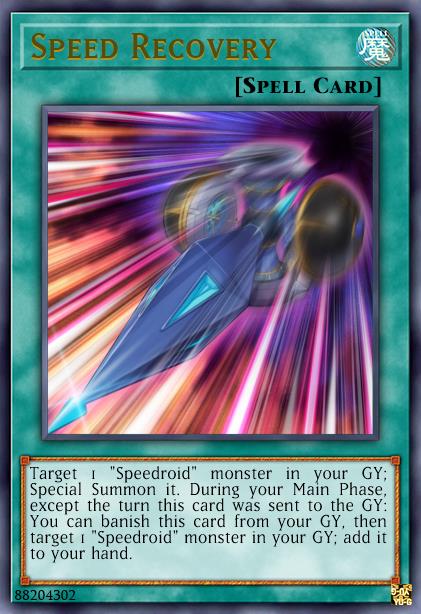 Speed Recovery
SPELL
魔
[Spell Card]
Target 1 "Speedroid" monster in your GY;
Special Summon it. During your Main Phase,
except the turn this card was sent to the GY:
You can banish this card from your GY, then
target 1 "Speedroid" monster in your GY; add it
to your hand.
88204302